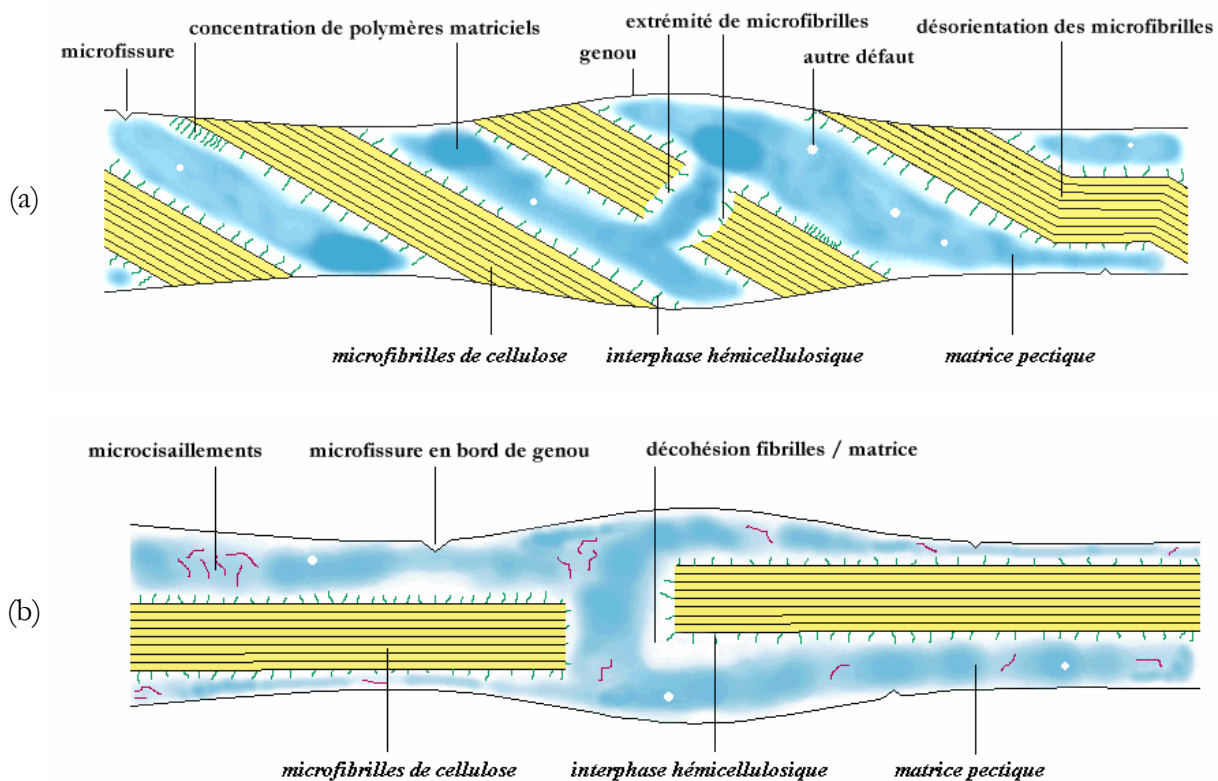 concentration de polymères matriciels
extrémité de microfibrilles
désorientation des microfibrilles
microfissure
genou
autre défaut
(a)
microfibrilles de cellulose
interphase hémicellulosique
matrice pectique
microcisaillements
microfissure en bord de genou
décohésion fibrilles / matrice
(b)
microfibrilles de cellulose
interphase hémicellulosique
matrice pectique